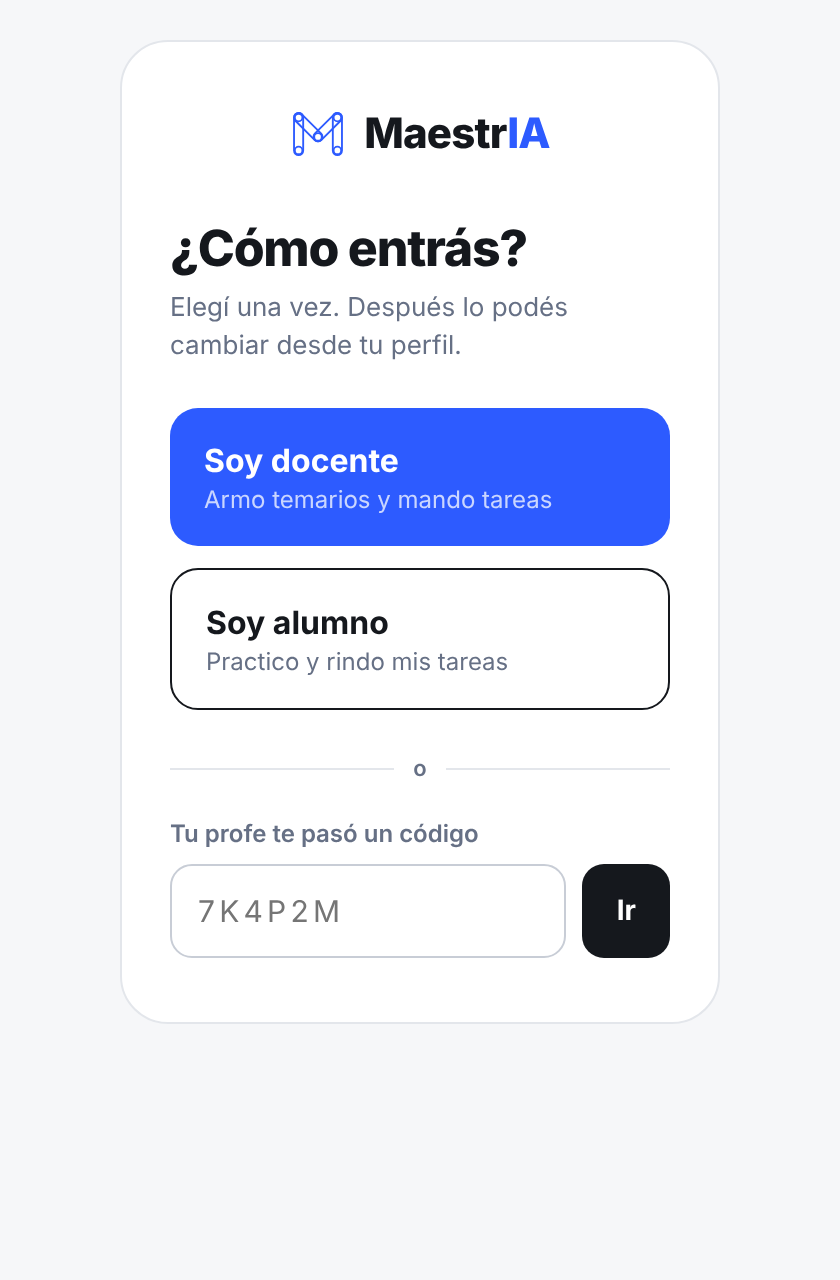 MaestrIA
¿Cómo entrás?
Elegí una vez. Después lo podés
cambiar desde tu perfil.
Soy docente
Armo temarios y mando tareas
Soy alumno
Practico y rindo mis tareas
o
Tu profe te pasó un código
7K4P2M
Ir